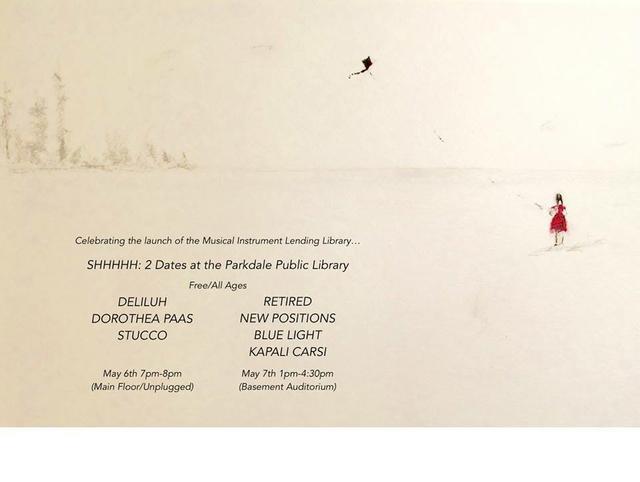 Celebrating the launch of the Musical Instrument Lending Library...
SHHHHH: 2 Dates at the Parkdale Public Library
Free/All Ages
DELILUH
DOROTHEA PAAS
STUCCO
May 6th 7pm-8pm
(Main Floor/Unplugged)
RETIRED
NEW POSITIONS
BLUE LIGHT
KAPALI CARSI
May 7th 1pm-4:30pm
(Basement Auditorium)